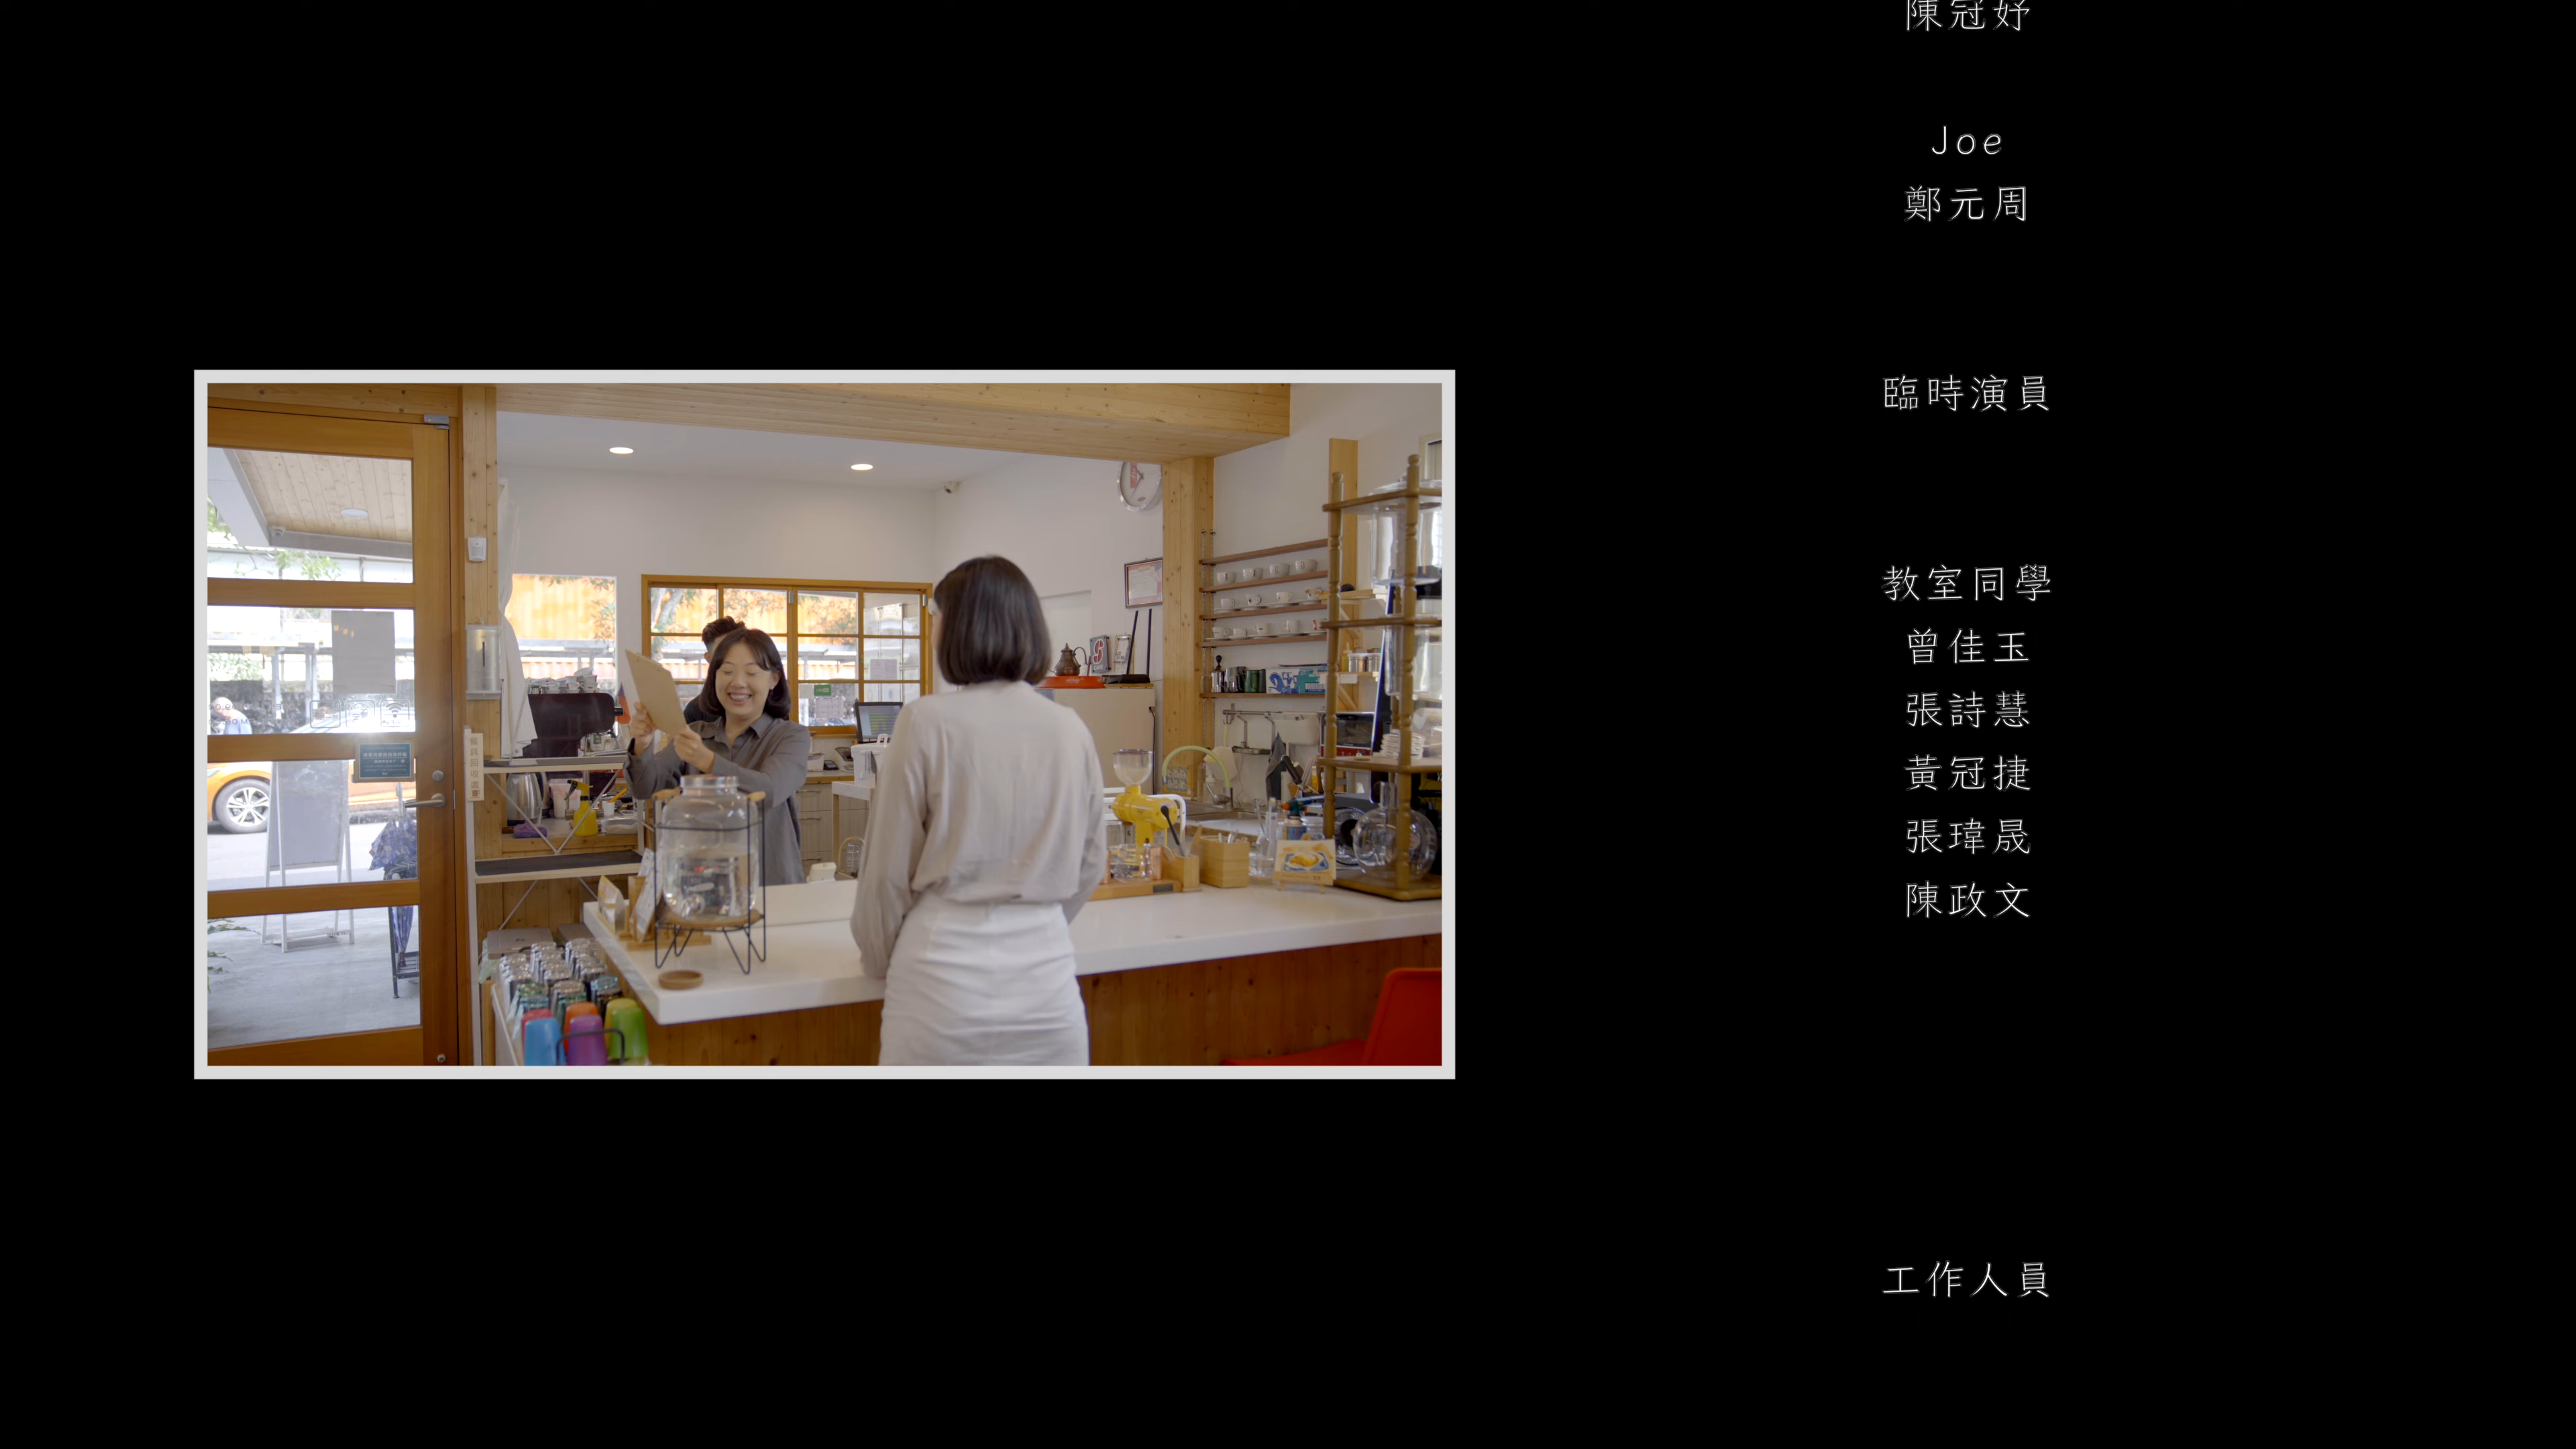 陳冠妤
Joe
鄭元周
臨時演員
教室同學
曾佳玉
張詩慧
黃冠捷
張瑋晟
陳政文
工作人員